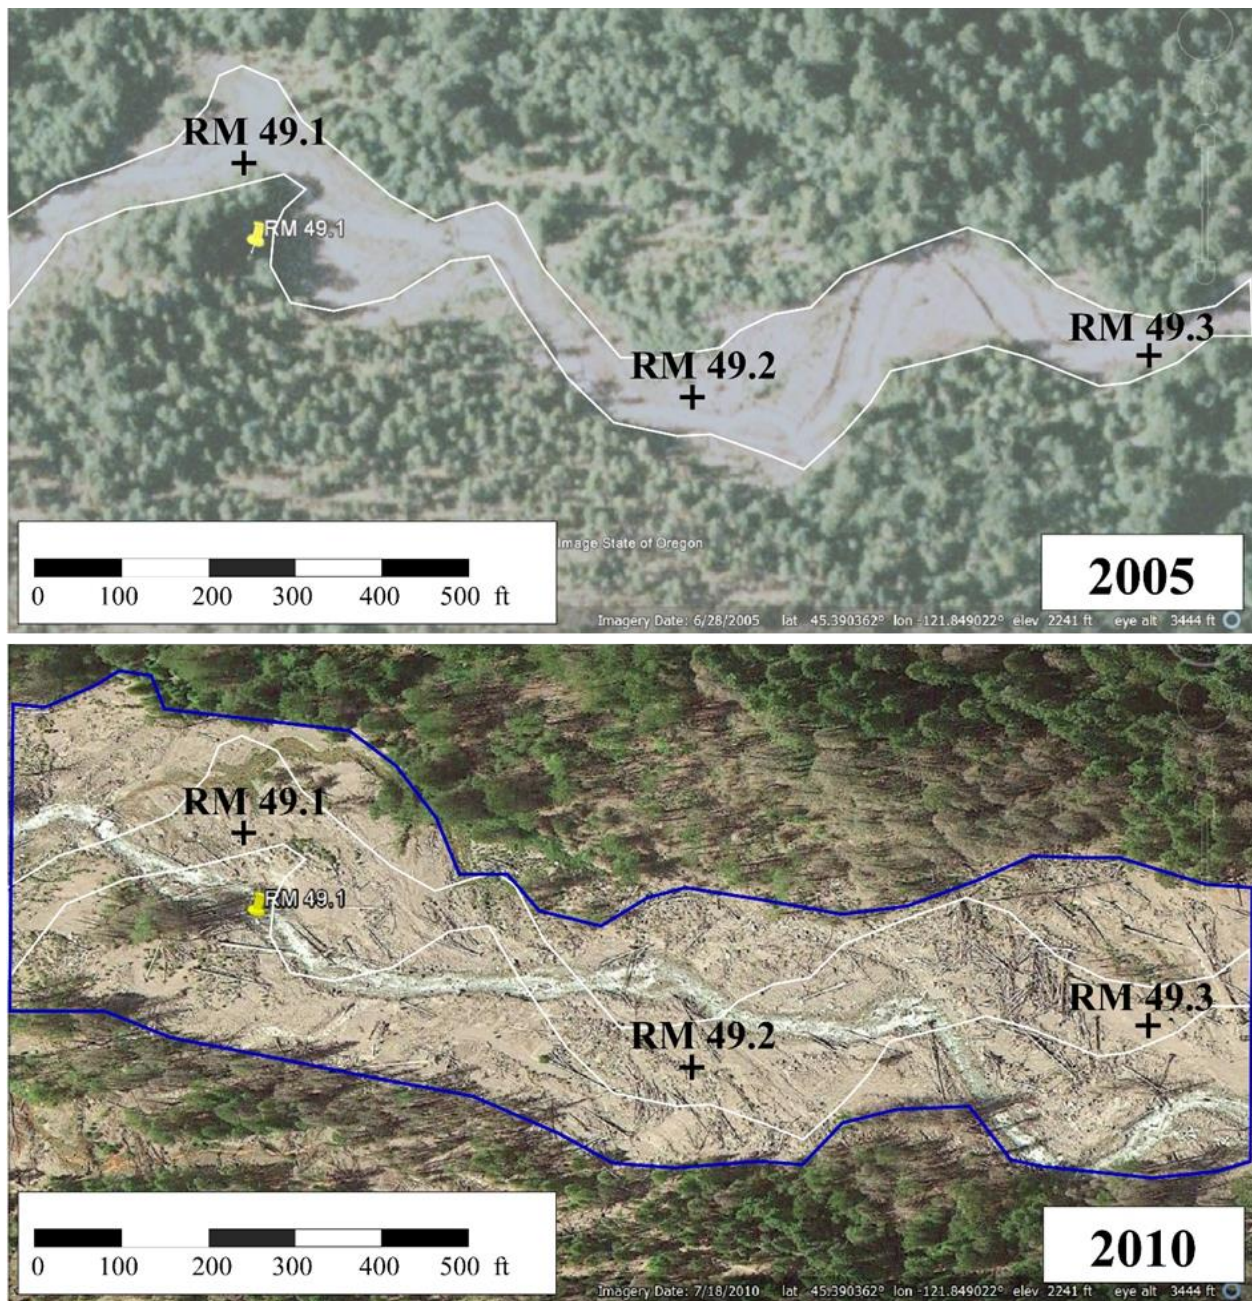 RM 49.1
RM 49.1
RM 49.3
RM 49.2
Image State of Oregon
0 100 200 300 400 500 ft
2005
Imagery Date: 6/28/2005 lat 45.390362° lon -121.849022° elev 2241 ft eye alt 3444 ft
RM 49.1
RM 49.1
RM 49.3
RM 49.2
0 100 200 300 400 500 ft
2010
Imagery Date: 7/18/2010 lat 45.390362° lon -121.849022° elev 2241 ft eye alt 3444 ft